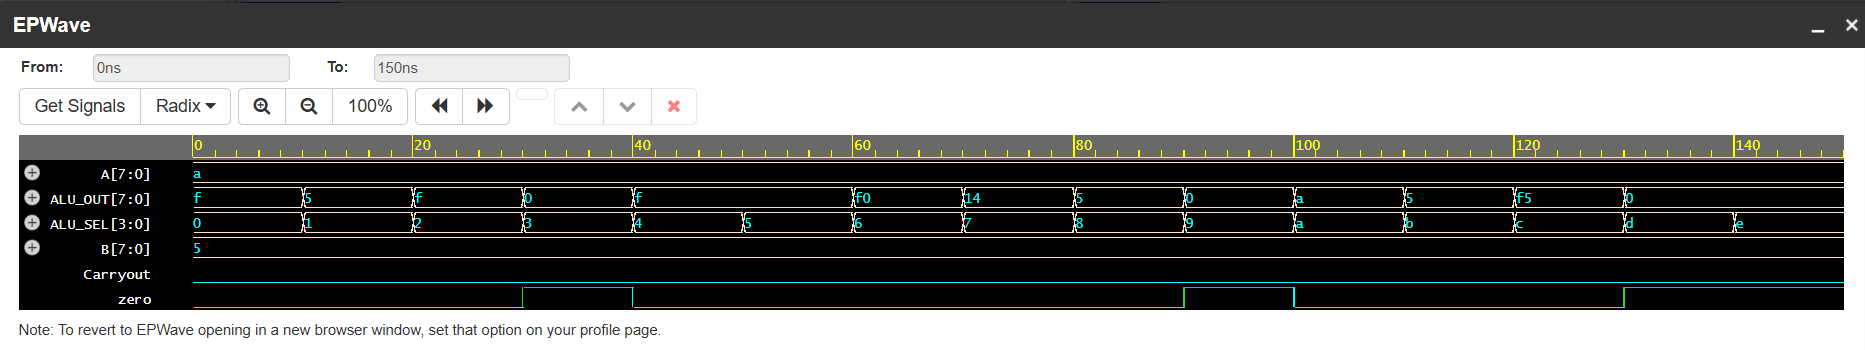 EPWave
From: 0ns To: 150ns
Get Signals Radix 100%
0 20 40 60 80 100 120 140
A[7:0] a
ALU_OUT[7:0] f 5 f 0 f f0 14 5 0 a 5 f5 0
ALU_SEL[3:0] 0 1 2 3 4 5 6 7 8 9 a b c d e
B[7:0] 5
Carryout
zero
Note: To revert to EPWave opening in a new browser window, set that option on your profile page.